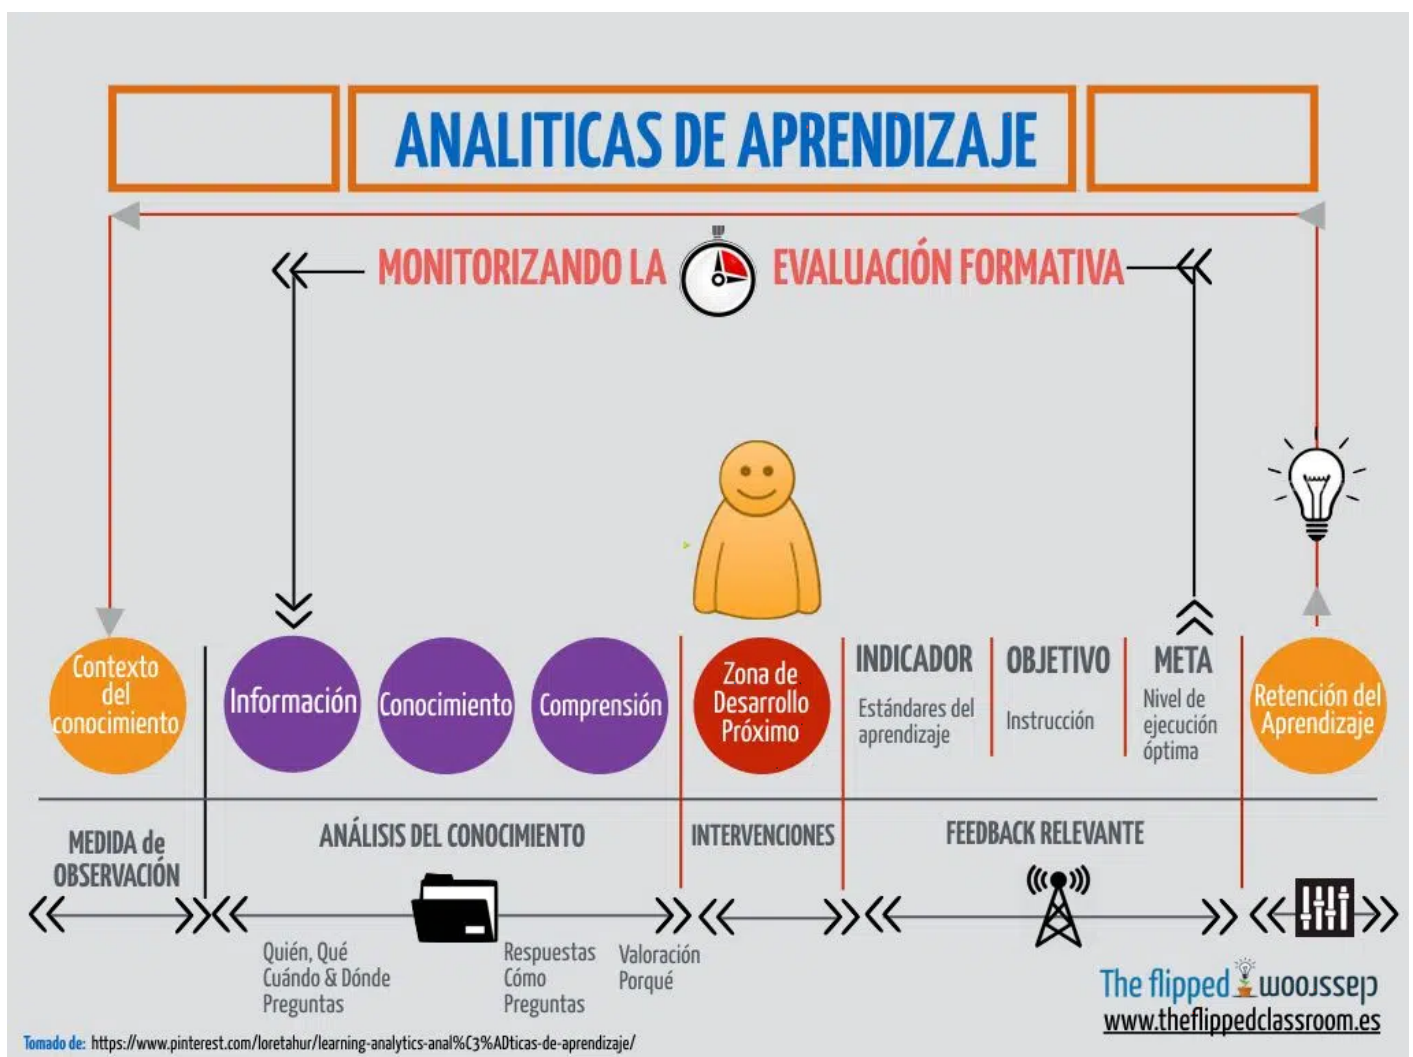 ANALITICAS DE APRENDIZAJE
MONITORIZANDO LA EVALUACIÓN FORMATIVA
Contexto
del
conocimiento
Información
Conocimiento
Comprensión
Zona de
Desarrollo
Próximo
INDICADOR
Estándares del
aprendizaje
OBJETIVO
Instrucción
META
Nivel de
ejecución
óptima
Retención del
Aprendizaje
MEDIDA de
OBSERVACIÓN
ANÁLISIS DEL CONOCIMIENTO
INTERVENCIONES
FEEDBACK RELEVANTE
Quién, Qué
Cuándo & Dónde
Preguntas
Respuestas
Cómo
Preguntas
Valoración
Porqué
The flipped classroom
www.theflippedclassroom.es
Tomado de: https://www.pinterest.com/loretahur/learning-analytics-anal%C3%ADticas-de-aprendizaje/